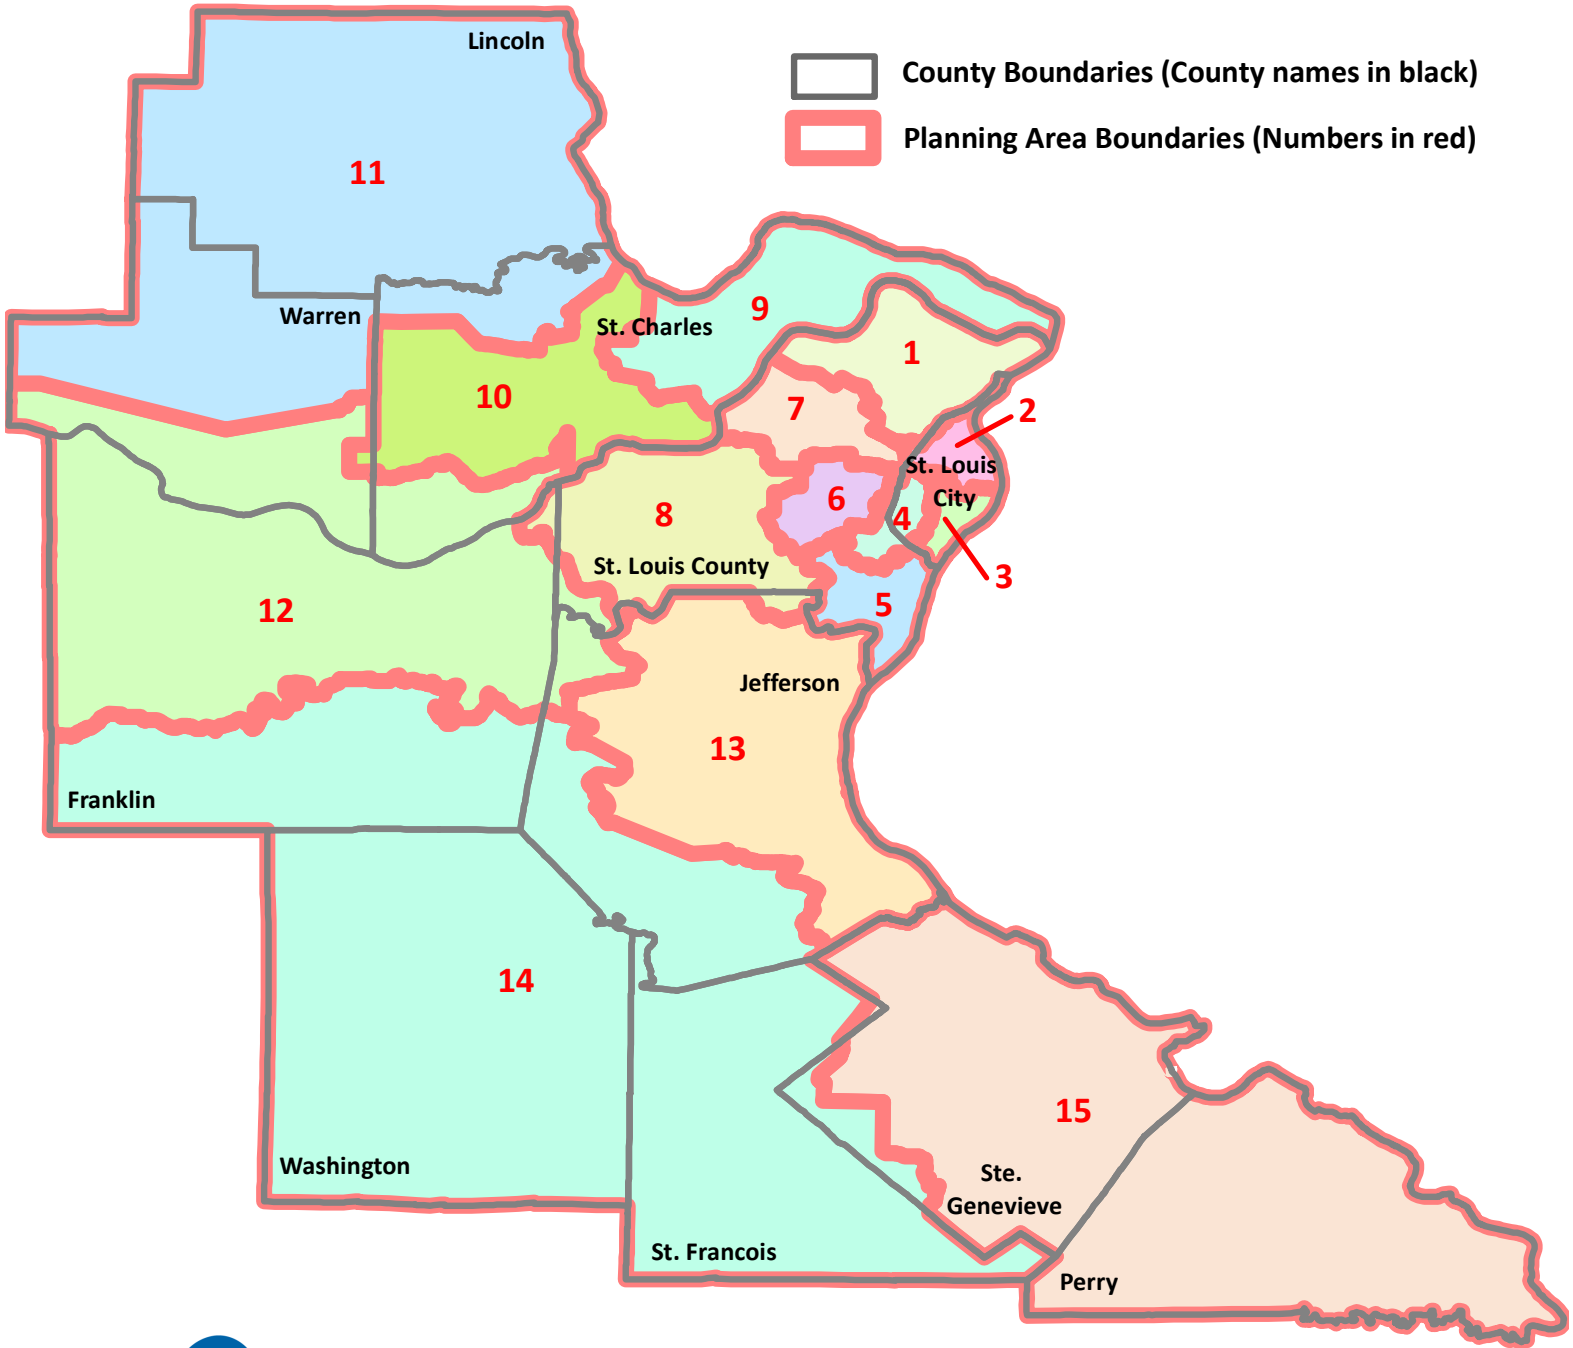 Lincoln
County Boundaries (County names in black)
Planning Area Boundaries (Numbers in red)
11
Warren
St. Charles
9
1
10
7
2
St. Louis
City
6
8
4
St. Louis County
3
5
12
Jefferson
13
Franklin
14
15
Washington
Ste.
Genevieve
St. Francois
Perry